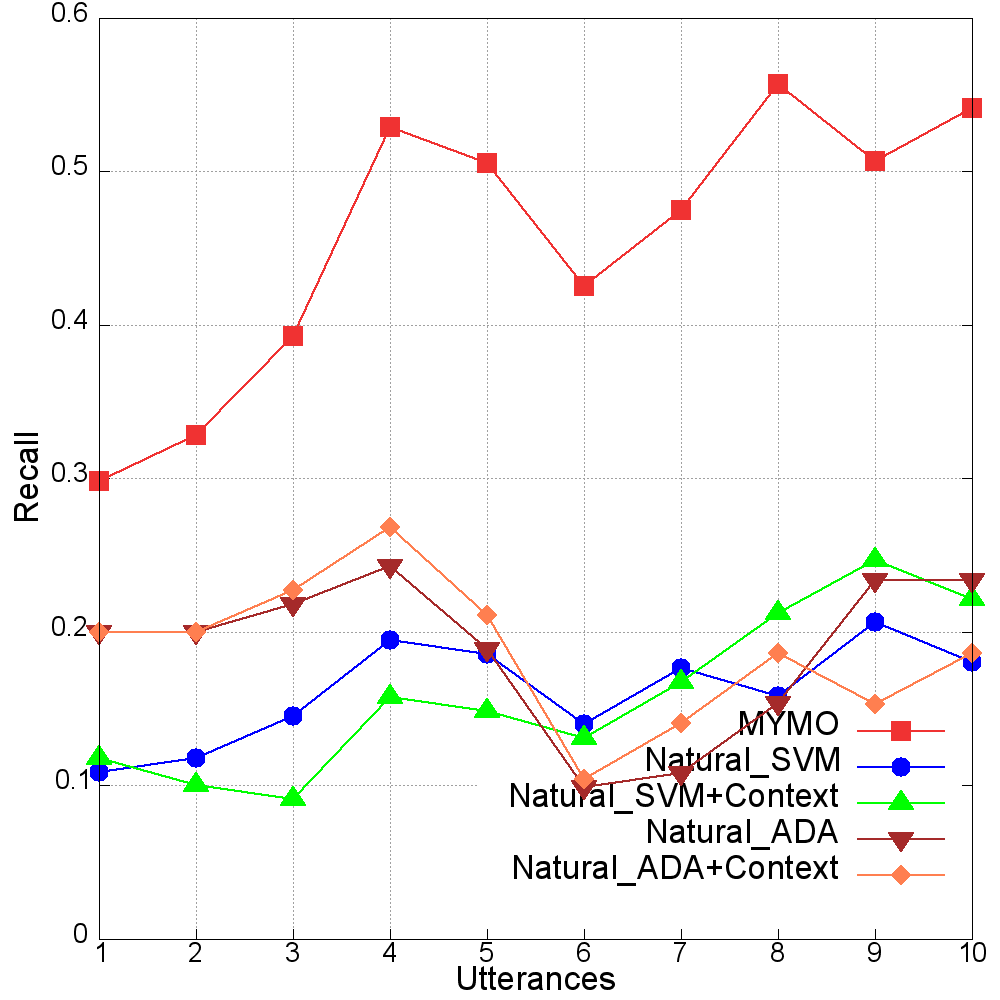 0.6
0.5
0.4
0.3
0.2
0.1
0
Recall
MYMO
Natural_SVM
Natural_SVM+Context
Natural_ADA
Natural_ADA+Context
1 2 3 4 5 6 7 8 9 10
Utterances